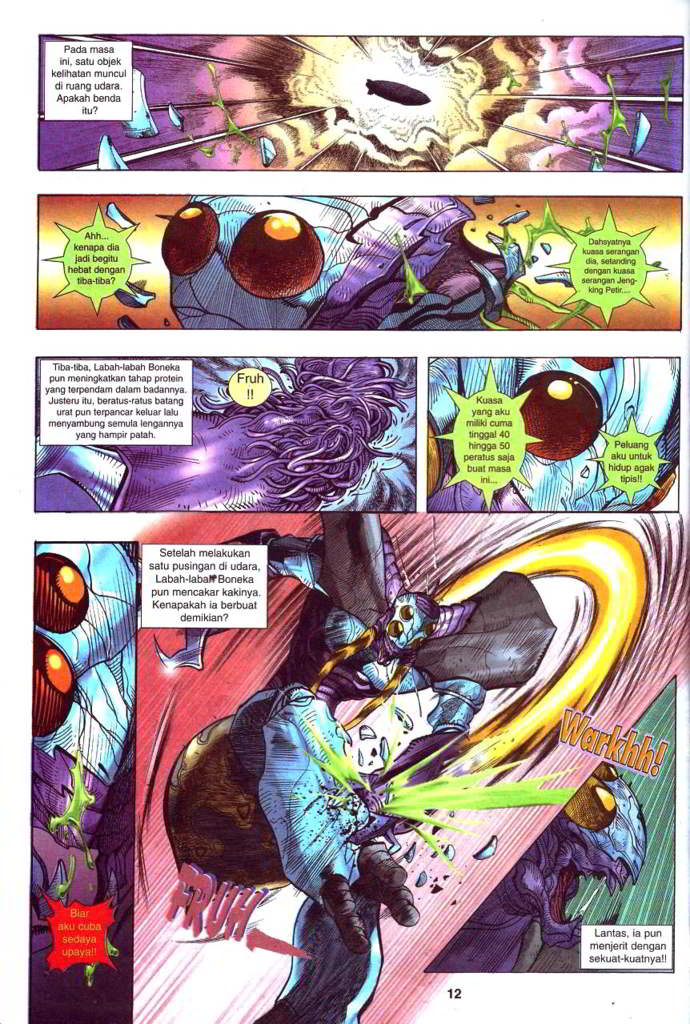 Pada masa
ini, satu objek
kelihatan muncul
di ruang udara.
Apakah benda
itu?
Ahh...
kenapa dia
jadi begitu
hebat dengan
tiba-tiba?
Dahsyatnya
kuasa serangan
dia, setanding
dengan kuasa
serangan Jeng-
king Petir....
Tiba-tiba, Labah-labah Boneka
pun meningkatkan tahap protein
yang terpendam dalam badannya.
Justeru itu, beratus-ratus batang
urat pun terpancar keluar lalu
menyambung semula lengannya
yang hampir patah.
Fruh
!!
Kuasa
yang aku
miliki cuma
tinggal 40
hingga 50
peratus saja
buat masa
ini...
Peluang
aku untuk
hidup agak
tipis!!
Setelah melakukan
satu pusingan di udara,
Labah-labah Boneka
pun mencakar kakinya.
Kenapakah ia berbuat
demikian?
Warkhh!
FRUH
Biar
aku cuba
sedaya
upaya!!
Lantas, ia pun
menjerit dengan
sekuat-kuatnya!!
12